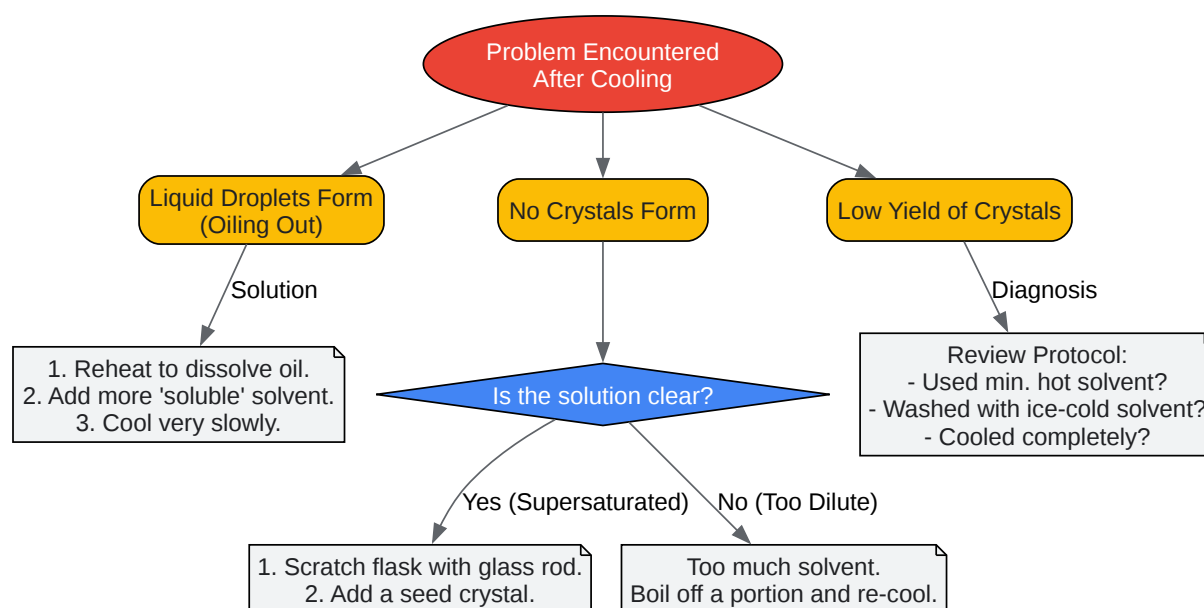 Problem Encountered
After Cooling
Liquid Droplets Form
(Oiling Out)
No Crystals Form
Low Yield of Crystals
Solution
Diagnosis
1. Reheat to dissolve oil.
2. Add more 'soluble' solvent.
3. Cool very slowly.
Is the solution clear?
Review Protocol:
- Used min. hot solvent?
- Washed with ice-cold solvent?
- Cooled completely?
Yes (Supersaturated)
No (Too Dilute)
1. Scratch flask with glass rod.
2. Add a seed crystal.
Too much solvent.
Boil off a portion and re-cool.